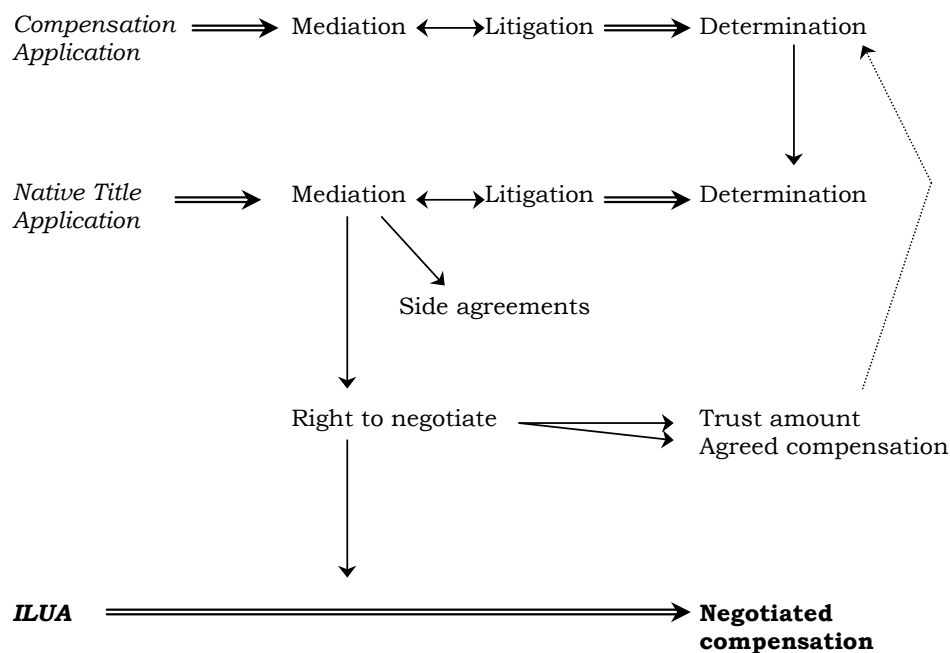 Compensation Application
Mediation
Litigation
Determination
Native Title Application
Mediation
Litigation
Determination
Side agreements
Right to negotiate
Trust amount
Agreed compensation
ILUA
Negotiated compensation